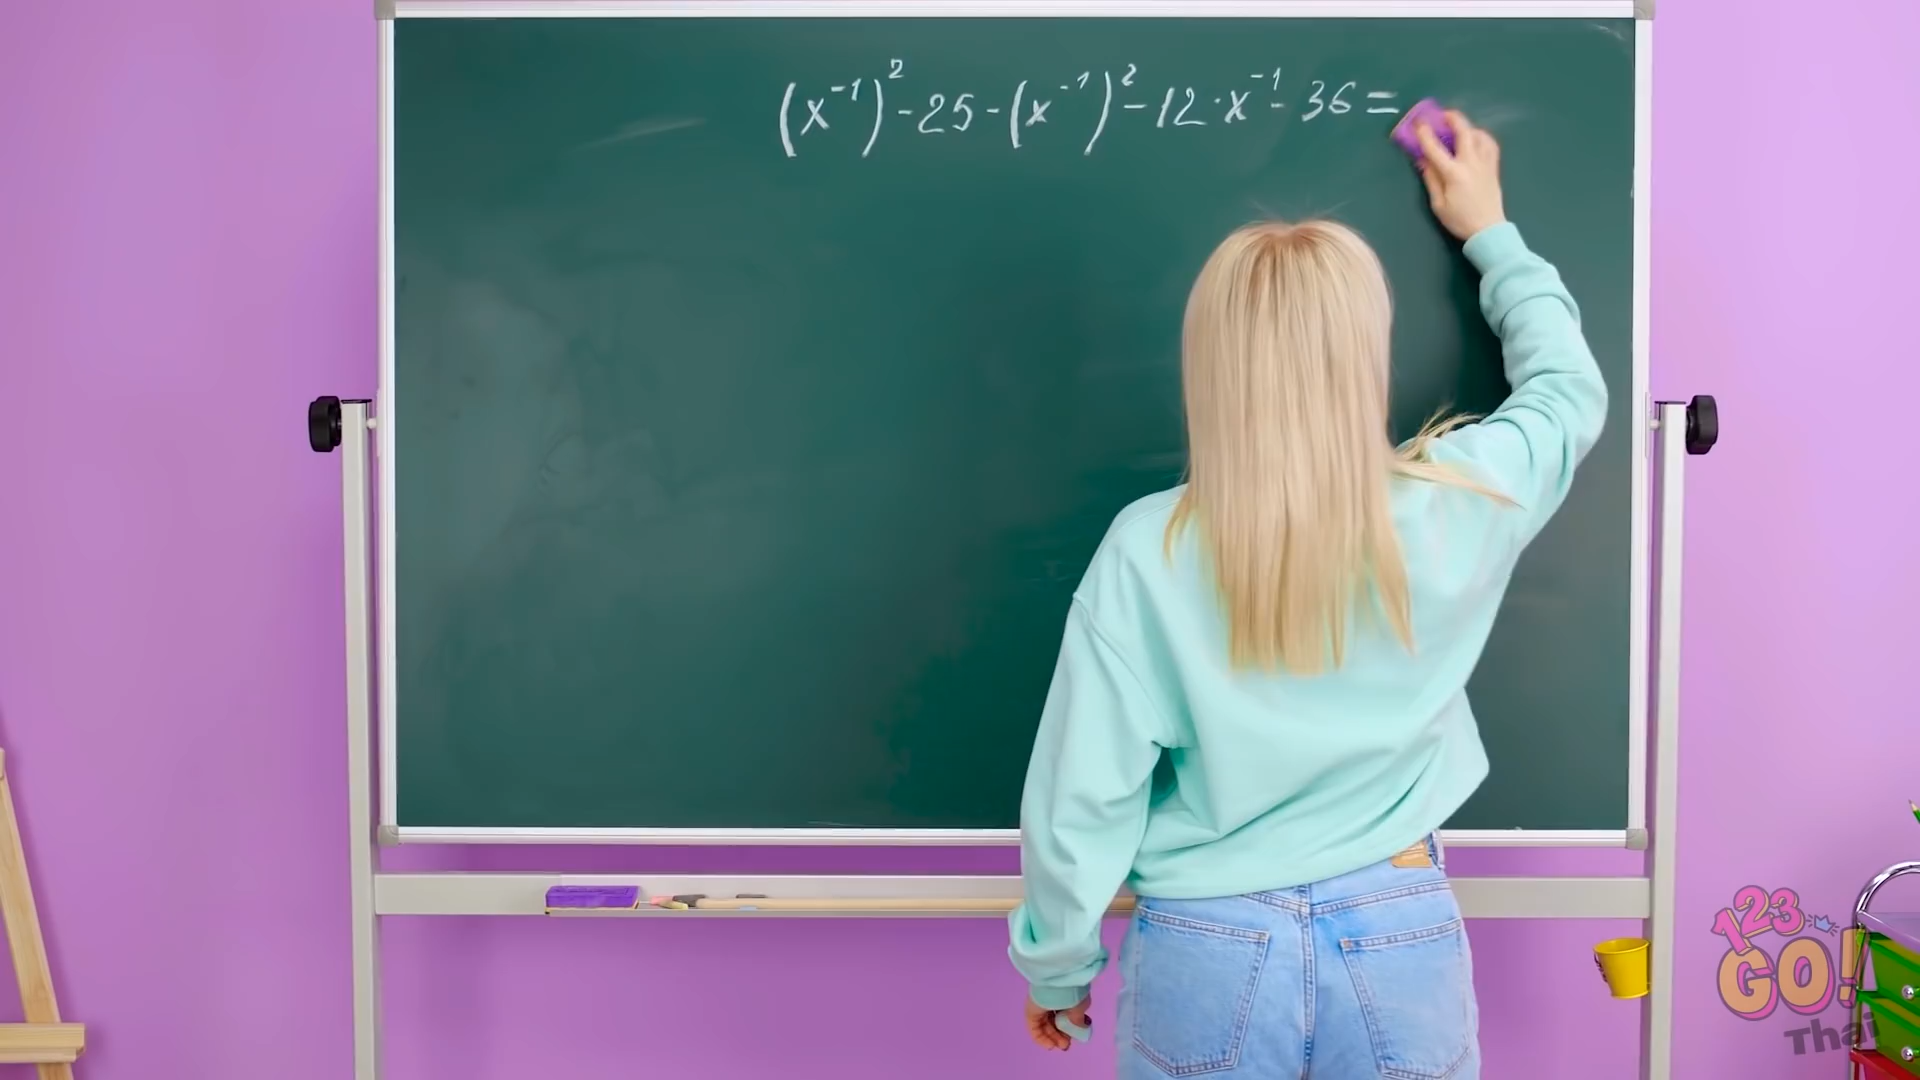 (x⁻¹)² - 25 - (x⁻¹)² - 12 · x⁻¹ - 36 =
123
GO!
Thai